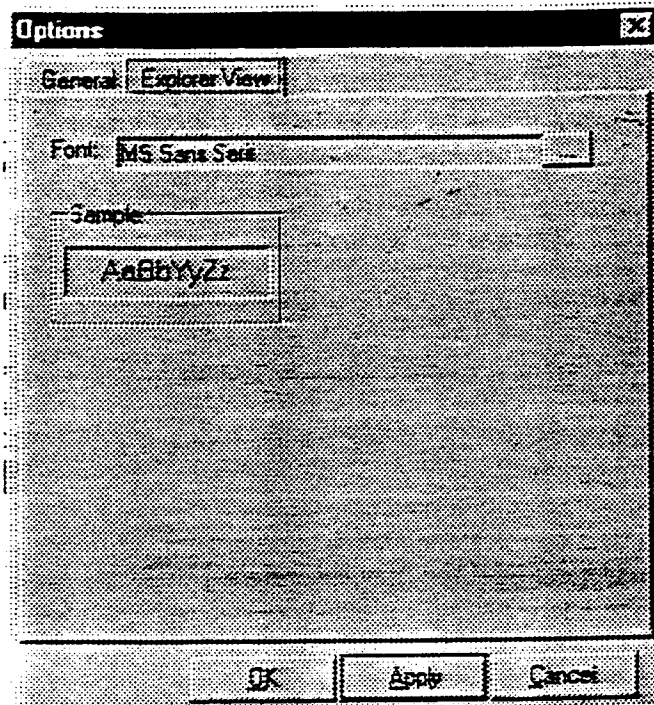 Options
General Explorer View
Font: MS Sans Serif ...
Sample
AaBbYyZz
OK Apply Cancel